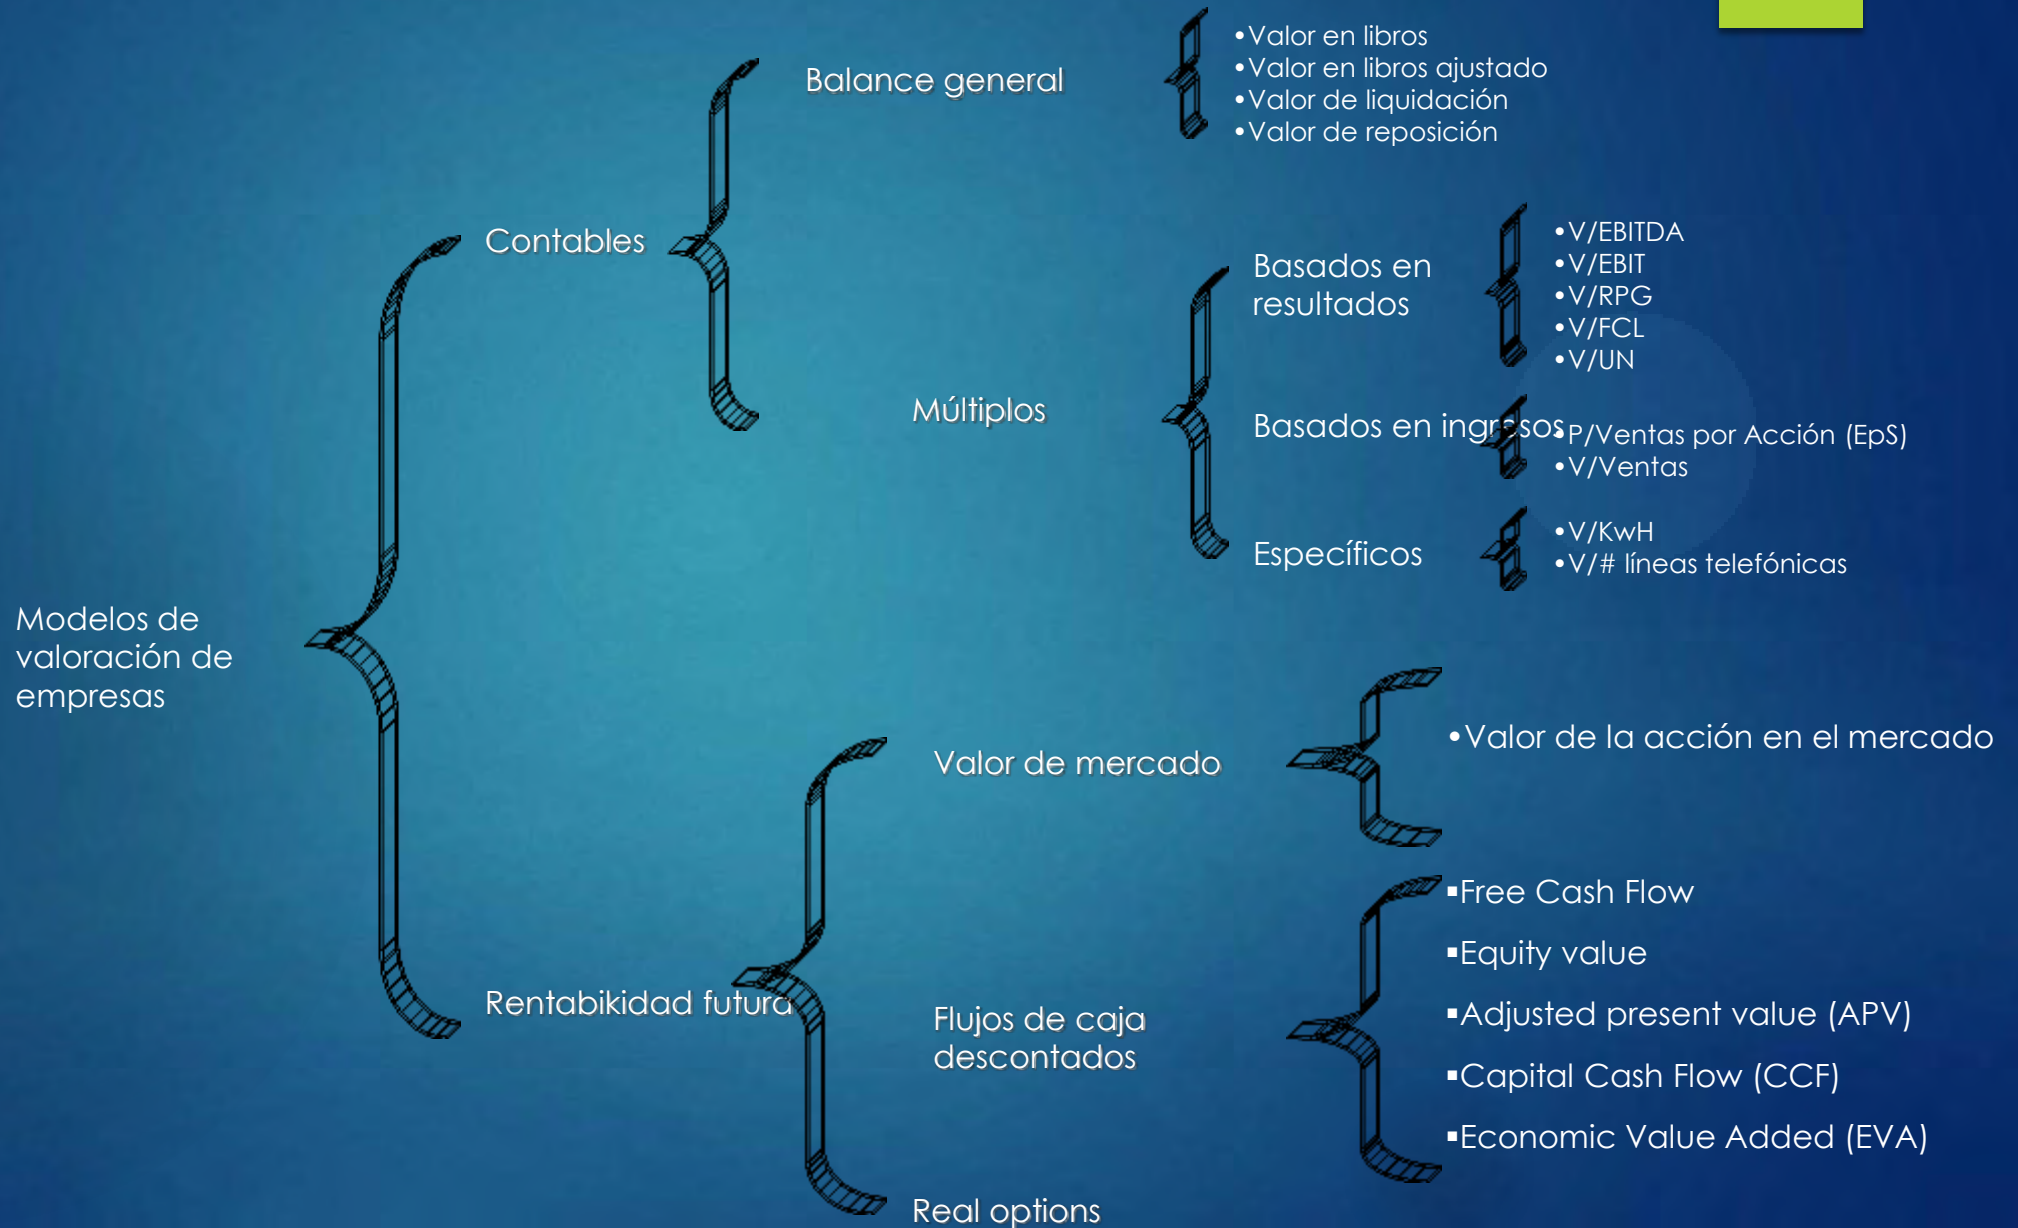 Modelos de
valoración de
empresas
Contables
Balance general
•Valor en libros
•Valor en libros ajustado
•Valor de liquidación
•Valor de reposición
Múltiplos
Basados en
resultados
•V/EBITDA
•V/EBIT
•V/RPG
•V/FCL
•V/UN
Basados en ingresos
•P/Ventas por Acción (EpS)
•V/Ventas
Específicos
•V/KwH
•V/# líneas telefónicas
Rentabikidad futura
Valor de mercado
•Valor de la acción en el mercado
Flujos de caja
descontados
▪Free Cash Flow
▪Equity value
▪Adjusted present value (APV)
▪Capital Cash Flow (CCF)
▪Economic Value Added (EVA)
Real options